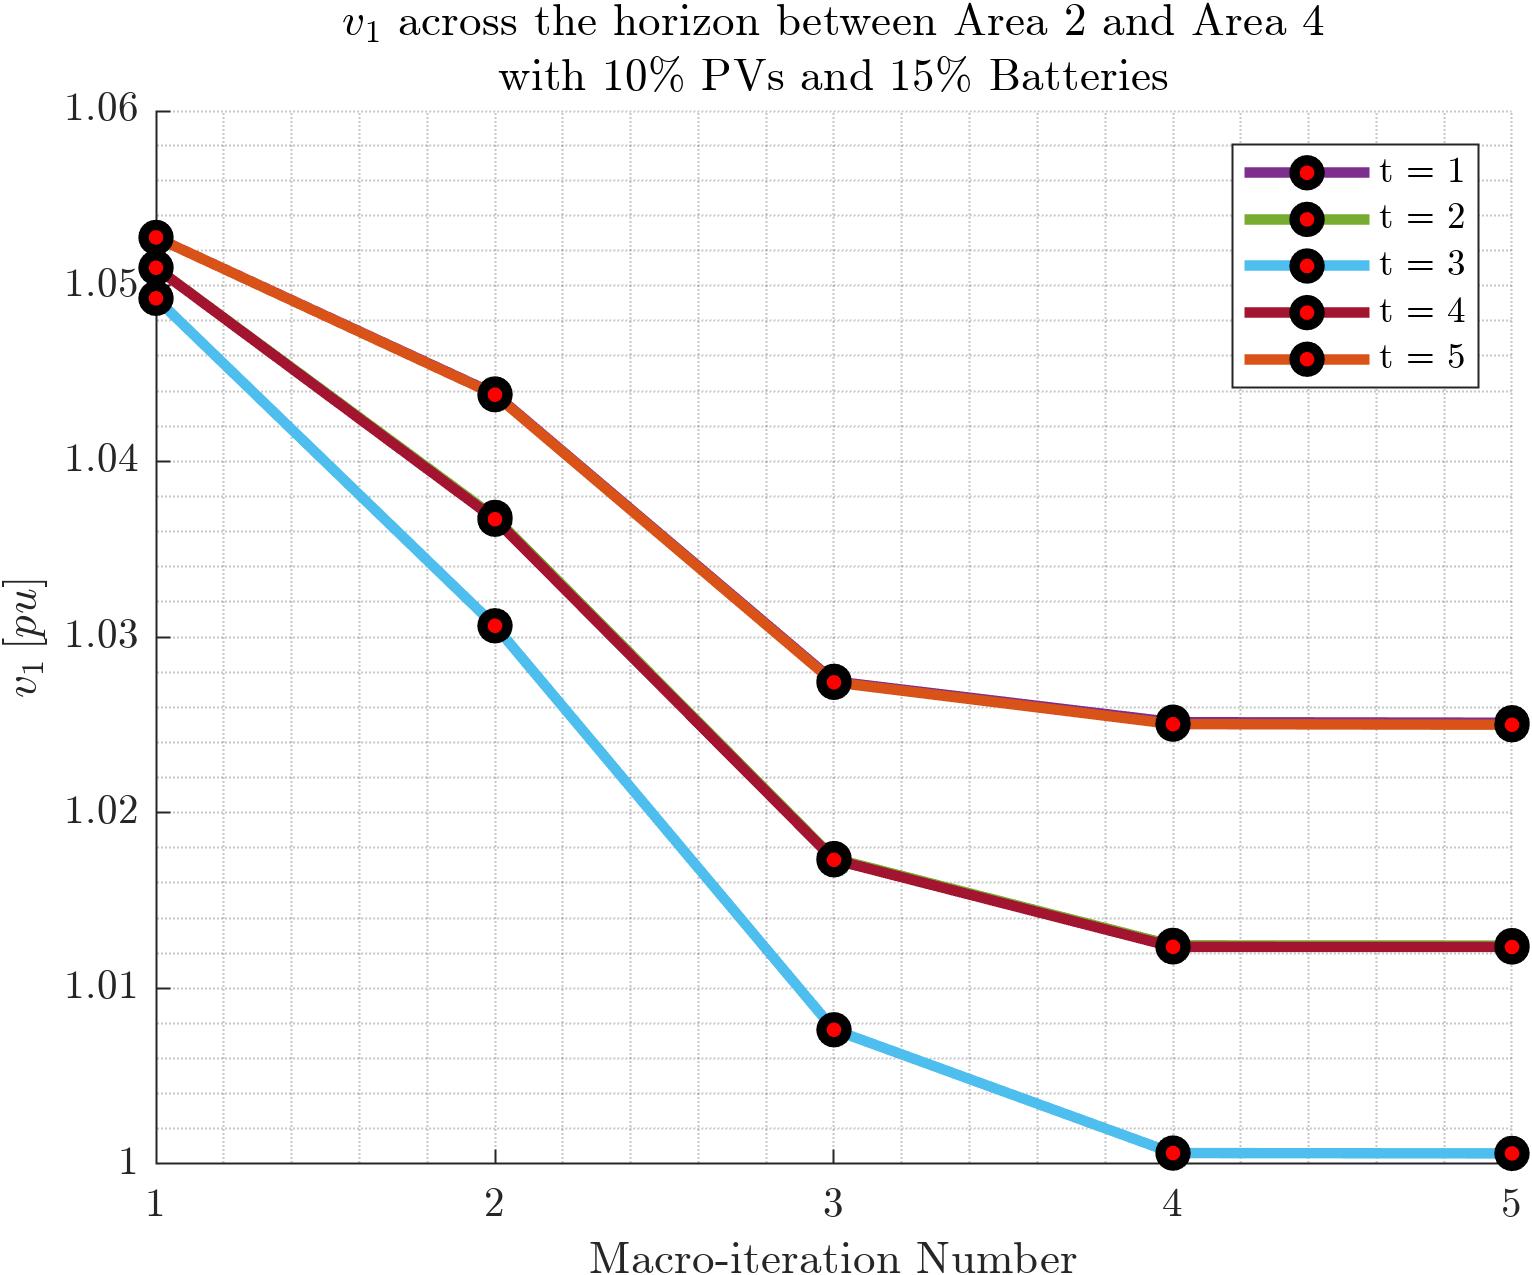 v₁ across the horizon between Area 2 and Area 4
with 10% PVs and 15% Batteries
1.06
1.05
1.04
1.03
1.02
1.01
1
v₁ [pu]
t = 1
t = 2
t = 3
t = 4
t = 5
1 2 3 4 5
Macro-iteration Number